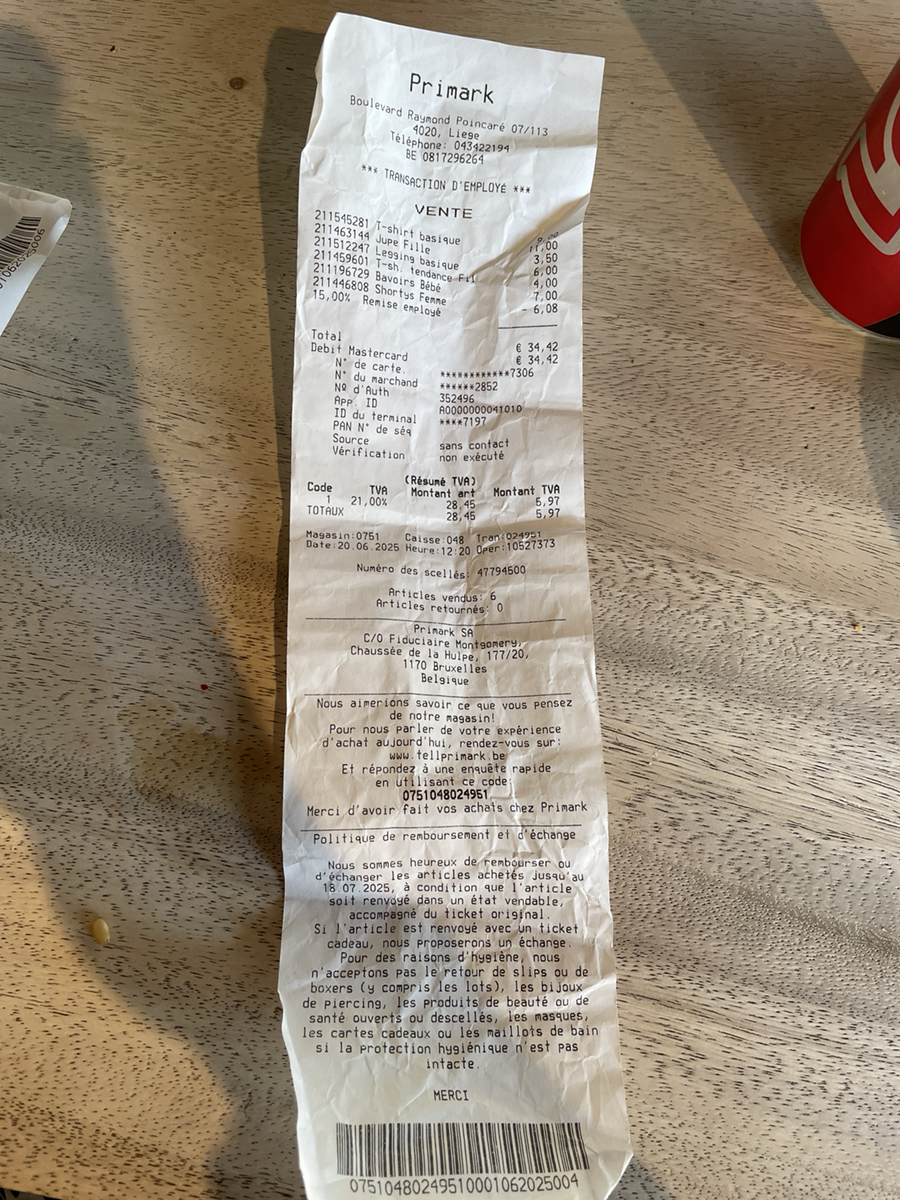 Primark
Boulevard Raymond Poincaré 07/113
4020, Liege
Téléphone: 043422194
BE 0817296264
*** TRANSACTION D'EMPLOYÉ ***
VENTE
211545281 T-shirt basique 9,00
211463144 Jupe Fille 11,00
211512247 Legging basique 3,50
211459601 T-sh. tendance Fil 6,00
211196729 Bavoirs Bébé 4,00
211446808 Shortys Femme 7,00
15,00% Remise employé - 6,08
Total € 34,42
Debit Mastercard € 34,42
N° de carte. ************7306
N° du marchand ******2852
Nº d'Auth 352496
App. ID A0000000041010
ID du terminal ****7197
PAN N° de séq
Source sans contact
Vérification non exécuté
(Résumé TVA)
Code TVA Montant art Montant TVA
1 21,00% 28,45 5,97
TOTAUX 28,45 5,97
Magasin:0751 Caisse:048 Tran:024951
Date:20.06.2025 Heure:12:20 Oper:10527373
Numéro des scellés: 47794500
Articles vendus: 6
Articles retournés: 0
Primark SA
C/O Fiduciaire Montgomery,
Chaussée de la Hulpe, 177/20,
1170 Bruxelles
Belgique
Nous aimerions savoir ce que vous pensez
de notre magasin!
Pour nous parler de votre expérience
d'achat aujourd'hui, rendez-vous sur:
www.tellprimark.be
Et répondez à une enquête rapide
en utilisant ce code:
0751048024951
Merci d'avoir fait vos achats chez Primark
Politique de remboursement et d'échange
Nous sommes heureux de rembourser ou
d'échanger les articles achetés jusqu'au
18.07.2025, à condition que l'article
soit renvoyé dans un état vendable,
accompagné du ticket original.
Si l'article est renvoyé avec un ticket
cadeau, nous proposerons un échange.
Pour des raisons d'hygiène, nous
n'acceptons pas le retour de slips ou de
boxers (y compris les lots), les bijoux
de piercing, les produits de beauté ou de
santé ouverts ou descellés, les masques,
les cartes cadeaux ou les maillots de bain
si la protection hygiénique n'est pas
intacte.
MERCI
07510480249510001062025004